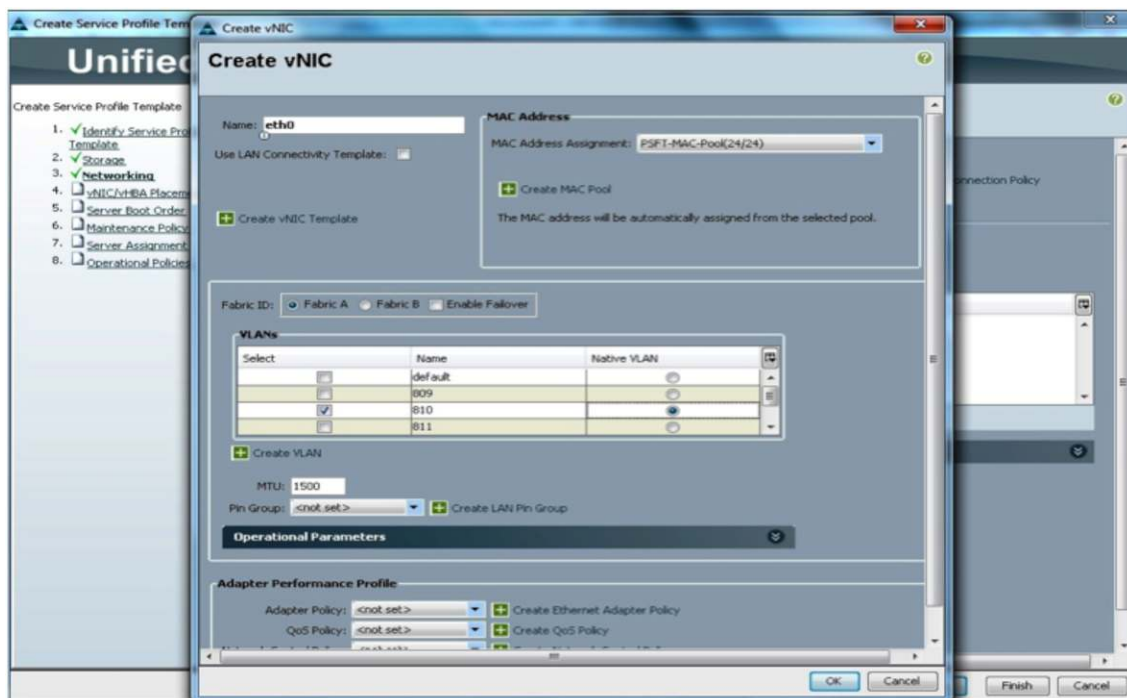 Create Service Profile Tem
Unified
Create Service Profile Template
1. Identify Service Pro
Template
2. Storage
3. Networking
4. vNIC/vHBA Placem
5. Server Boot Order
6. Maintenance Policy
7. Server Assignment
8. Operational Policies
Create vNIC
Create vNIC
Name: eth0
Use LAN Connectivity Template:
Create vNIC Template
MAC Address
MAC Address Assignment: PSFT-MAC-Pool(24/24)
Create MAC Pool
The MAC address will be automatically assigned from the selected pool.
Fabric ID: Fabric A Fabric B Enable Failover
VLANs
Select Name Native VLAN
default
809
810
811
Create VLAN
MTU: 1500
Pin Group: <not set> Create LAN Pin Group
Operational Parameters
Adapter Performance Profile
Adapter Policy: <not set> Create Ethernet Adapter Policy
QoS Policy: <not set> Create QoS Policy
OK Cancel
onnection Policy
Finish Cancel